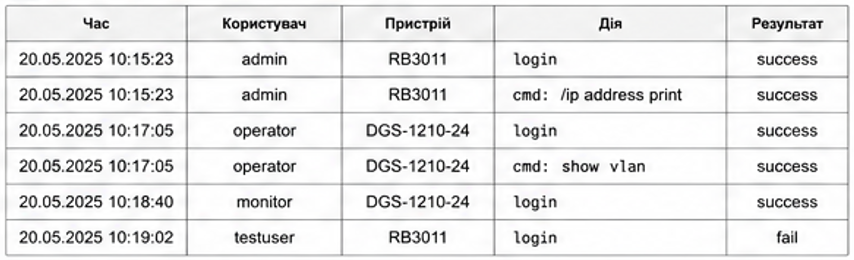 Час Користувач Пристрій Дія Результат
20.05.2025 10:15:23 admin RB3011 login success
20.05.2025 10:15:23 admin RB3011 cmd: /ip address print success
20.05.2025 10:17:05 operator DGS-1210-24 login success
20.05.2025 10:17:05 operator DGS-1210-24 cmd: show vlan success
20.05.2025 10:18:40 monitor DGS-1210-24 login success
20.05.2025 10:19:02 testuser RB3011 login fail